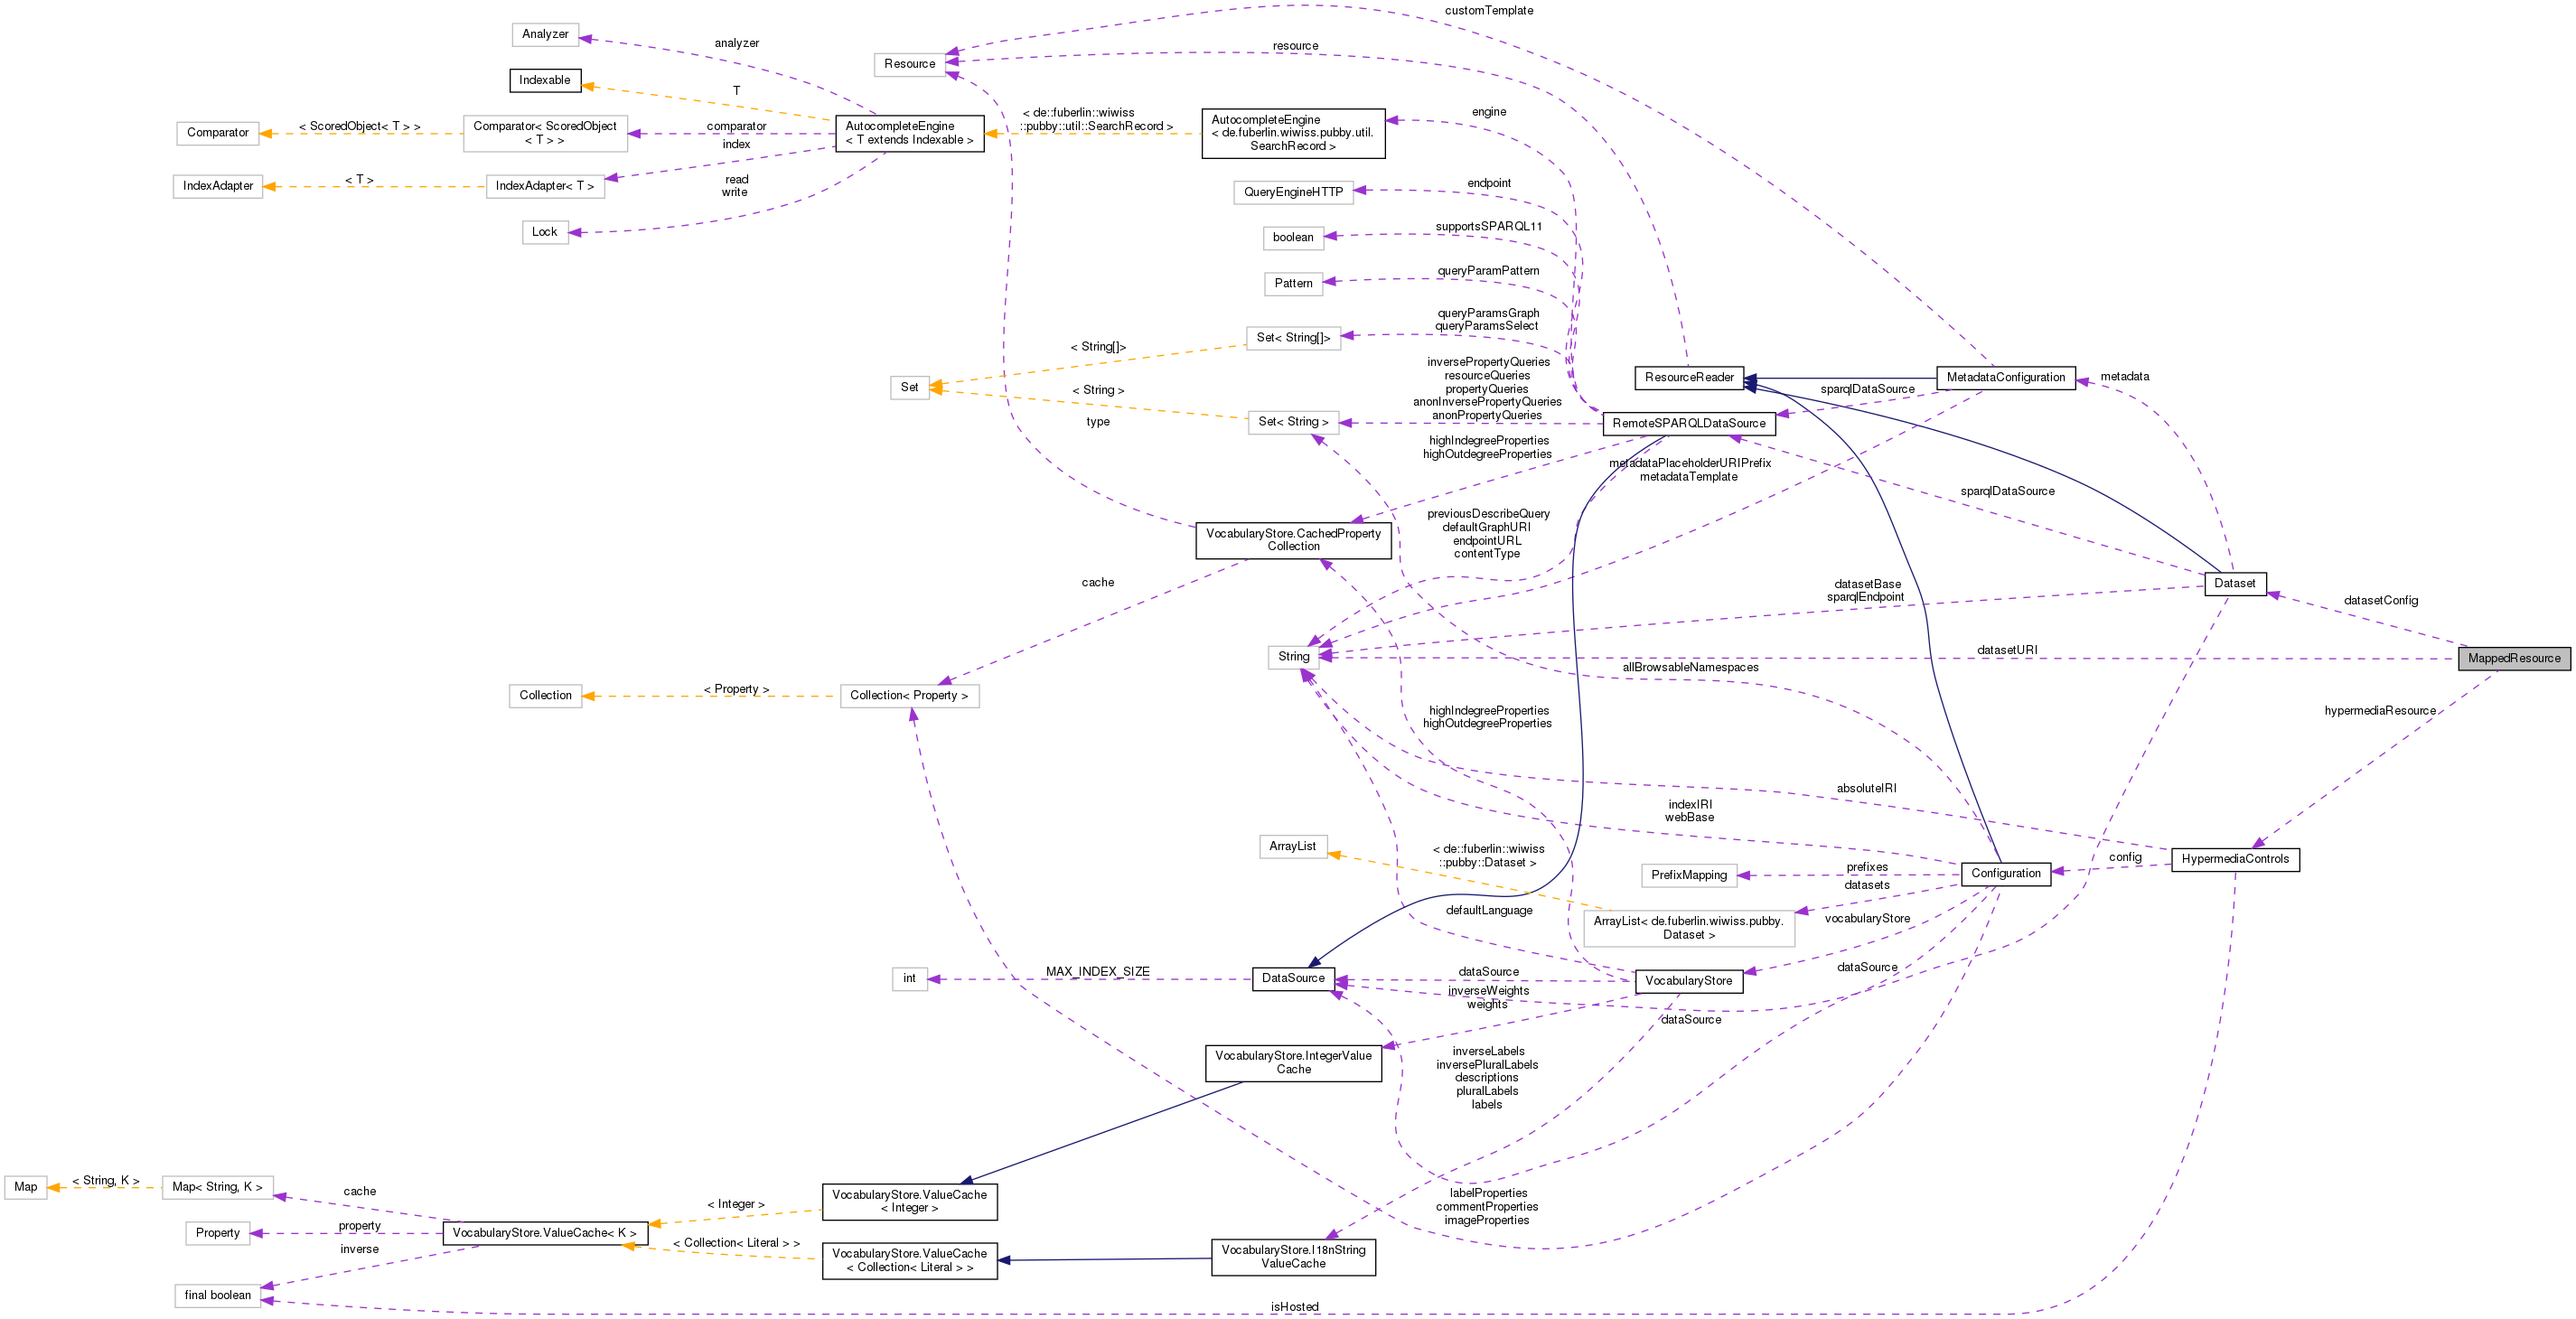 customTemplate
Analyzer
analyzer
resource
Resource
Indexable
T
engine
AutocompleteEngine
< de.fuberlin.wiwiss.pubby.util.
SearchRecord >
< de::fuberlin::wiwiss
::pubby::util::SearchRecord >
AutocompleteEngine
< T extends Indexable >
comparator
Comparator< ScoredObject
< T > >
< ScoredObject< T > >
Comparator
index
IndexAdapter< T >
< T >
IndexAdapter
read
write
Lock
endpoint
QueryEngineHTTP
supportsSPARQL11
boolean
queryParamPattern
Pattern
queryParamsGraph
queryParamsSelect
Set< String[]>
< String[]>
Set
< String >
inversePropertyQueries
resourceQueries
propertyQueries
anonInversePropertyQueries
anonPropertyQueries
Set< String >
type
ResourceReader
MetadataConfiguration
metadata
sparqlDataSource
RemoteSPARQLDataSource
highIndegreeProperties
highOutdegreeProperties
metadataPlaceholderURIPrefix
metadataTemplate
sparqlDataSource
VocabularyStore.CachedProperty
Collection
previousDescribeQuery
defaultGraphURI
endpointURL
contentType
cache
datasetBase
sparqlEndpoint
Dataset
datasetConfig
String
datasetURI
MappedResource
allBrowsableNamespaces
Collection
< Property >
Collection< Property >
highIndegreeProperties
highOutdegreeProperties
hypermediaResource
absoluteIRI
indexIRI
webBase
ArrayList
< de::fuberlin::wiwiss
::pubby::Dataset >
PrefixMapping
prefixes
datasets
Configuration
config
HypermediaControls
ArrayList< de.fuberlin.wiwiss.pubby.
Dataset >
vocabularyStore
defaultLanguage
int
MAX_INDEX_SIZE
DataSource
dataSource
VocabularyStore
dataSource
inverseWeights
weights
dataSource
VocabularyStore.IntegerValue
Cache
inverseLabels
inversePluralLabels
descriptions
pluralLabels
labels
Map
< String, K >
Map< String, K >
cache
VocabularyStore.ValueCache
< Integer >
< Integer >
labelProperties
commentProperties
imageProperties
Property
property
VocabularyStore.ValueCache< K >
inverse
< Collection< Literal > >
VocabularyStore.ValueCache
< Collection< Literal > >
VocabularyStore.I18nString
ValueCache
final boolean
isHosted